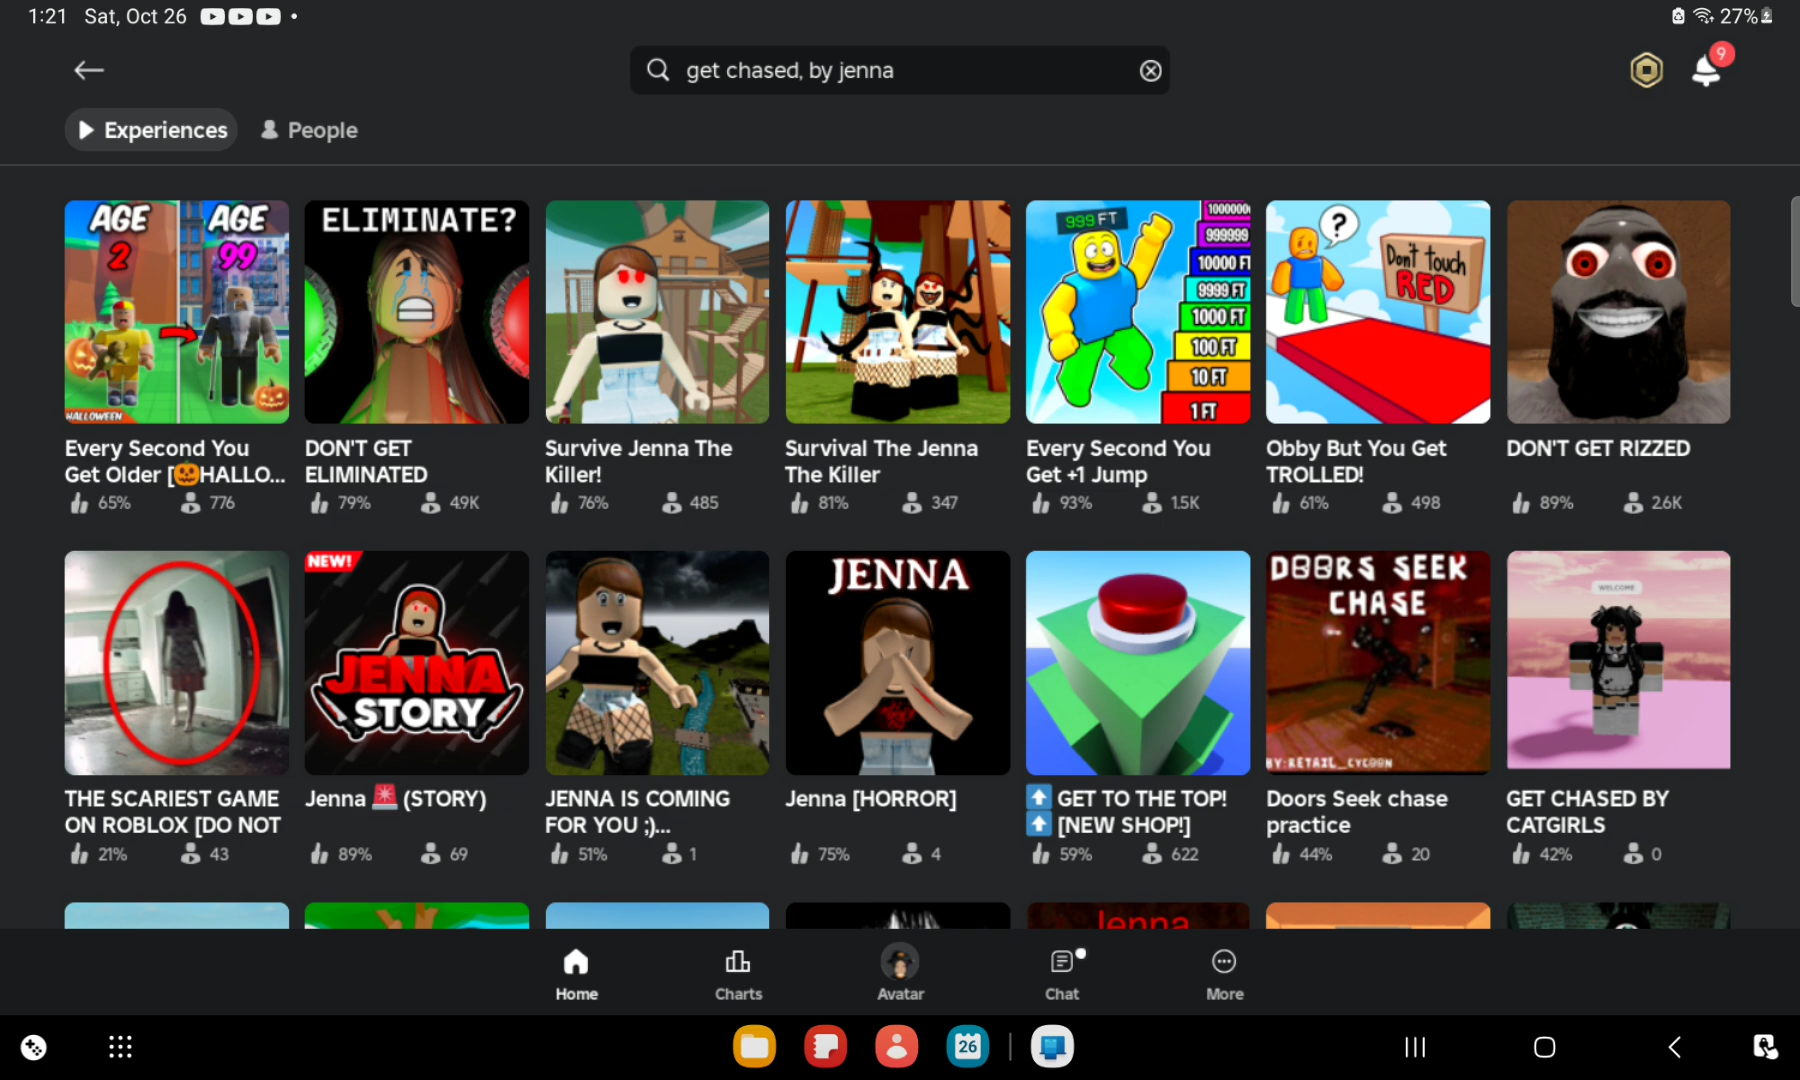 1:21 Sat, Oct 26
27%
get chased, by jenna
9
Experiences
People
AGE 2
AGE 99
HALLOWEEN
ELIMINATE?
999 FT
1000000
999999
10000 FT
9999 FT
1000 FT
100 FT
10 FT
1 FT
?
Don't touch
RED
Every Second You
Get Older [🎃HALLO...
65% 776
DON'T GET
ELIMINATED
79% 4.9K
Survive Jenna The
Killer!
76% 485
Survival The Jenna
The Killer
81% 347
Every Second You
Get +1 Jump
93% 1.5K
Obby But You Get
TROLLED!
61% 498
DON'T GET RIZZED
89% 2.6K
NEW!
JENNA
STORY
JENNA
DOORS SEEK
CHASE
BY:RETAIL_CYCOON
WELCOME
THE SCARIEST GAME
ON ROBLOX [DO NOT
21% 43
Jenna 🚨 (STORY)
89% 69
JENNA IS COMING
FOR YOU ;)...
51% 1
Jenna [HORROR]
75% 4
⬆️ GET TO THE TOP!
⬆️ [NEW SHOP!]
59% 622
Doors Seek chase
practice
44% 20
GET CHASED BY
CATGIRLS
42% 0
Jenna
Home
Charts
Avatar
Chat
More
26